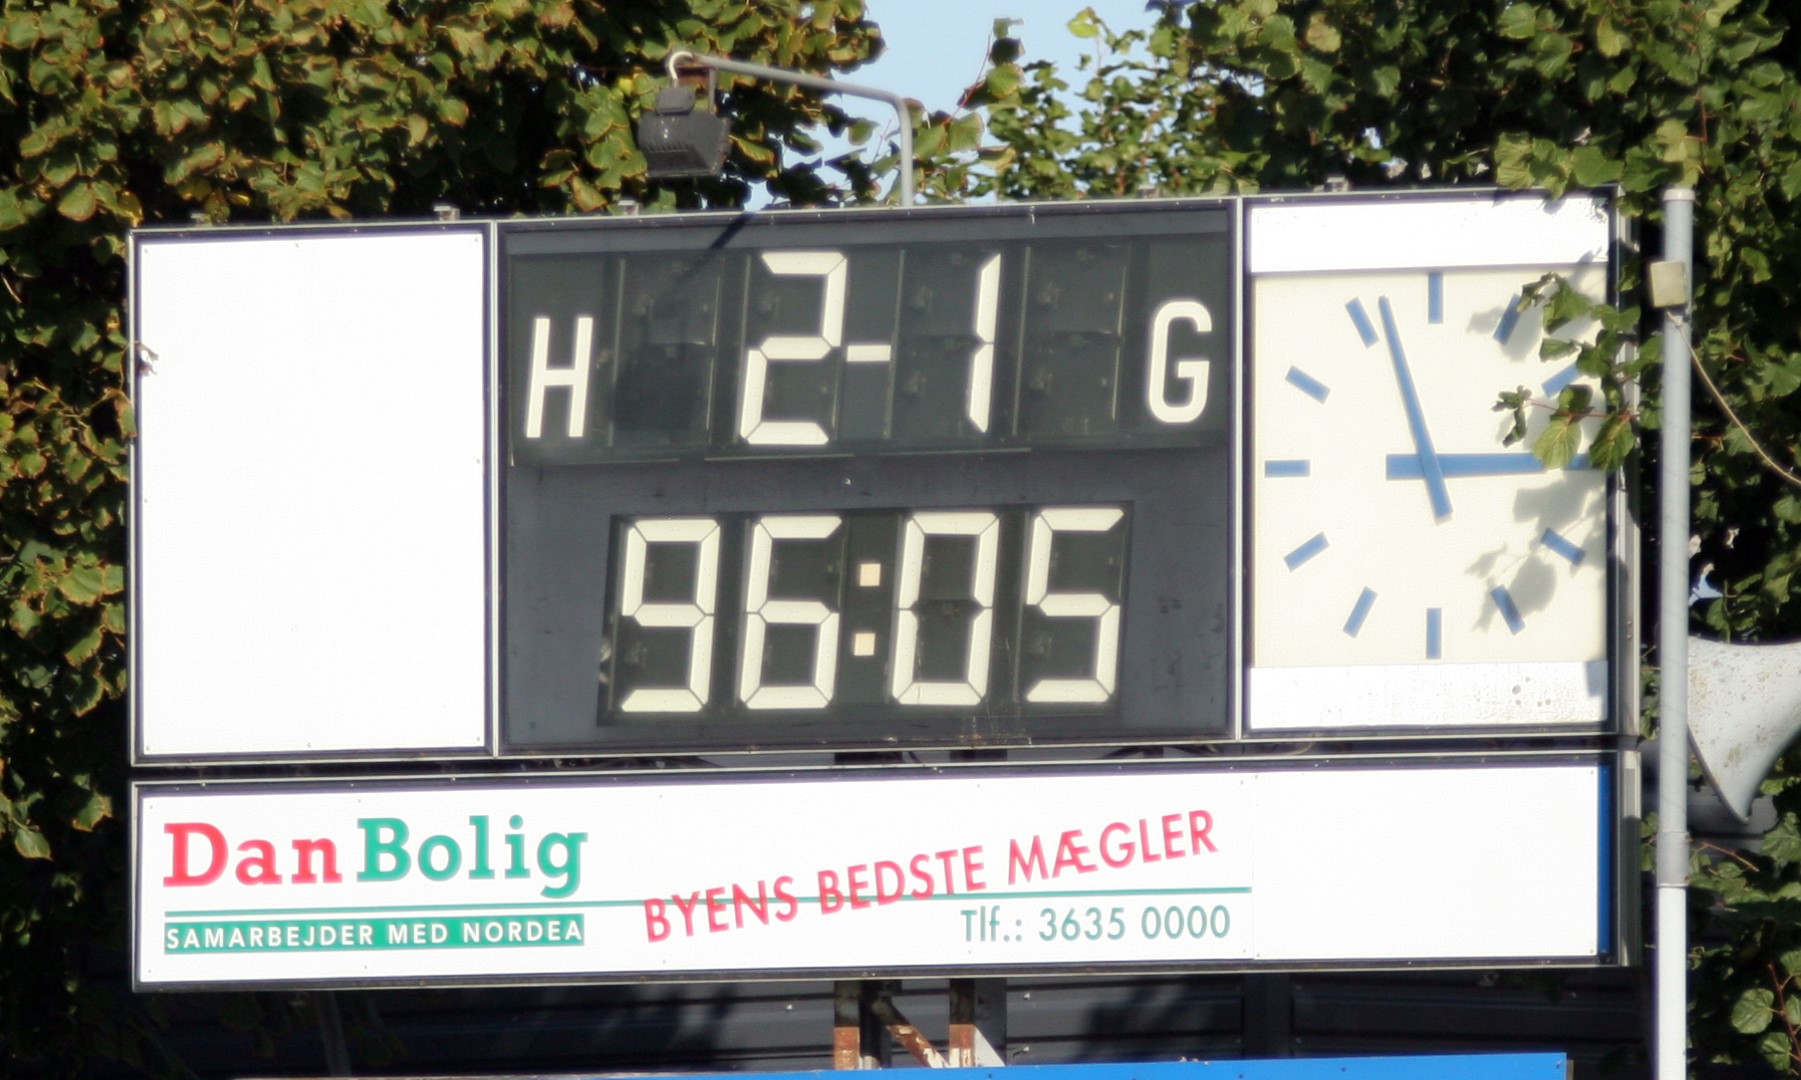 H 2-1 G
96:05
DanBolig
BYENS BEDSTE MÆGLER
SAMARBEJDER MED NORDEA
Tlf.: 3635 0000